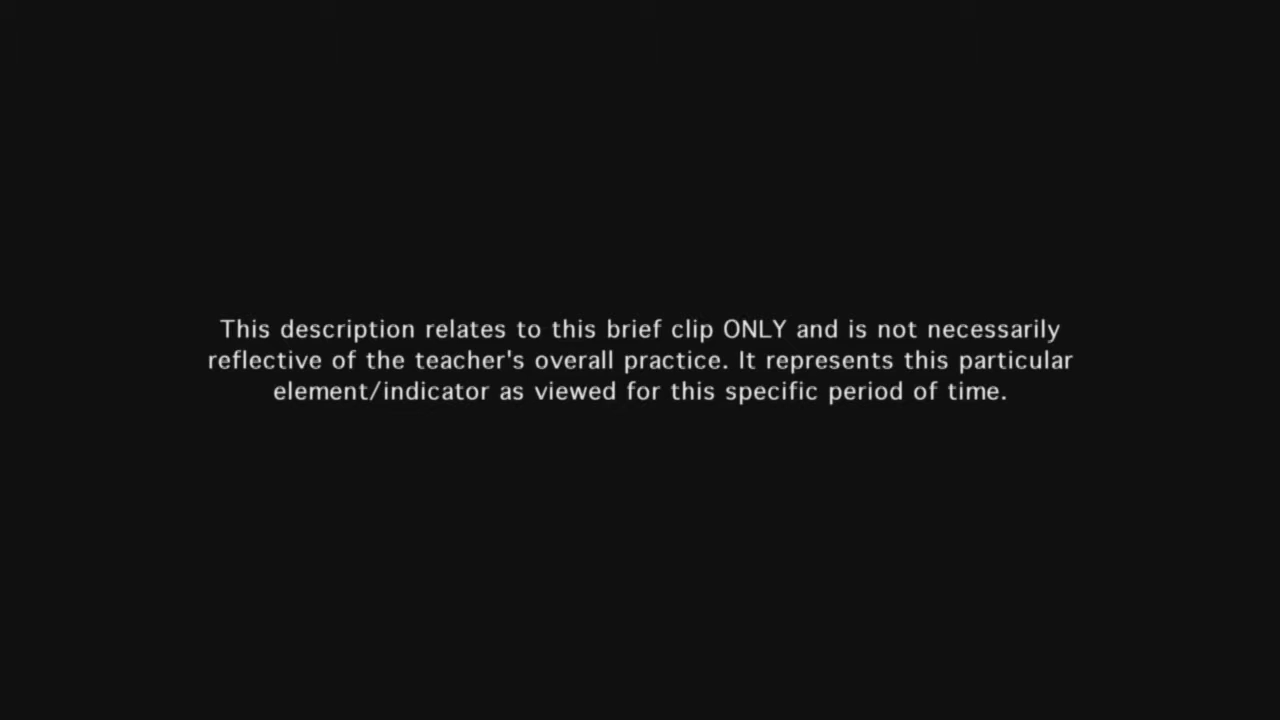 This description relates to this brief clip ONLY and is not necessarily
reflective of the teacher's overall practice. It represents this particular
element/indicator as viewed for this specific period of time.